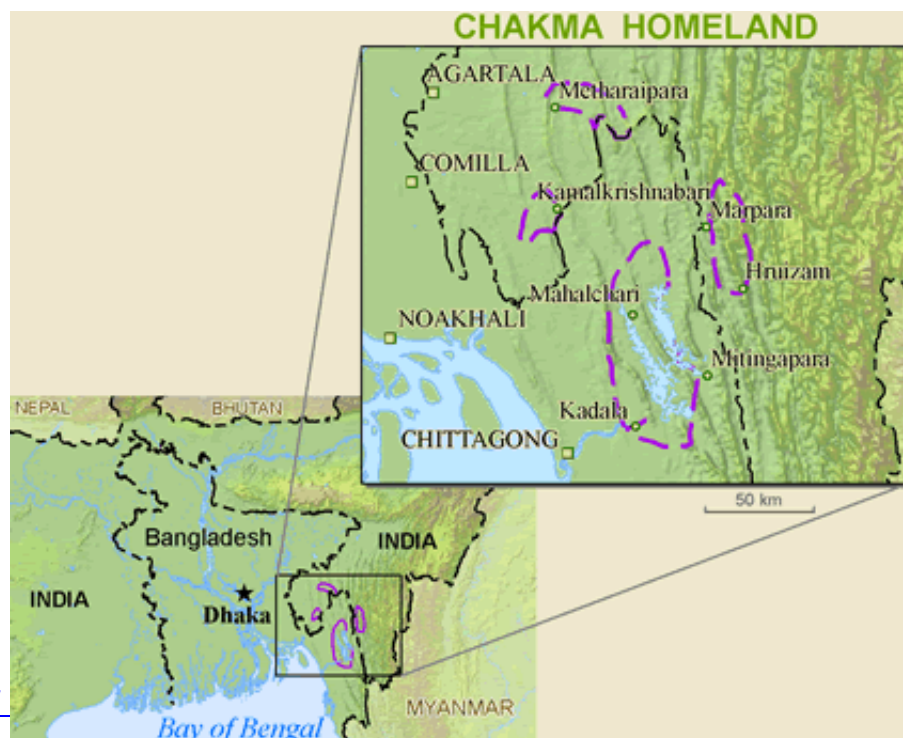 CHAKMA HOMELAND
AGARTALA
Metharaipara
COMILLA
Kamalkrishnabari
Marpara
Hruizam
Mahalchari
NOAKHALI
Mitingapara
Kadala
CHITTAGONG
50 km
NEPAL
BHUTAN
Bangladesh
INDIA
INDIA
Dhaka
MYANMAR
Bay of Bengal